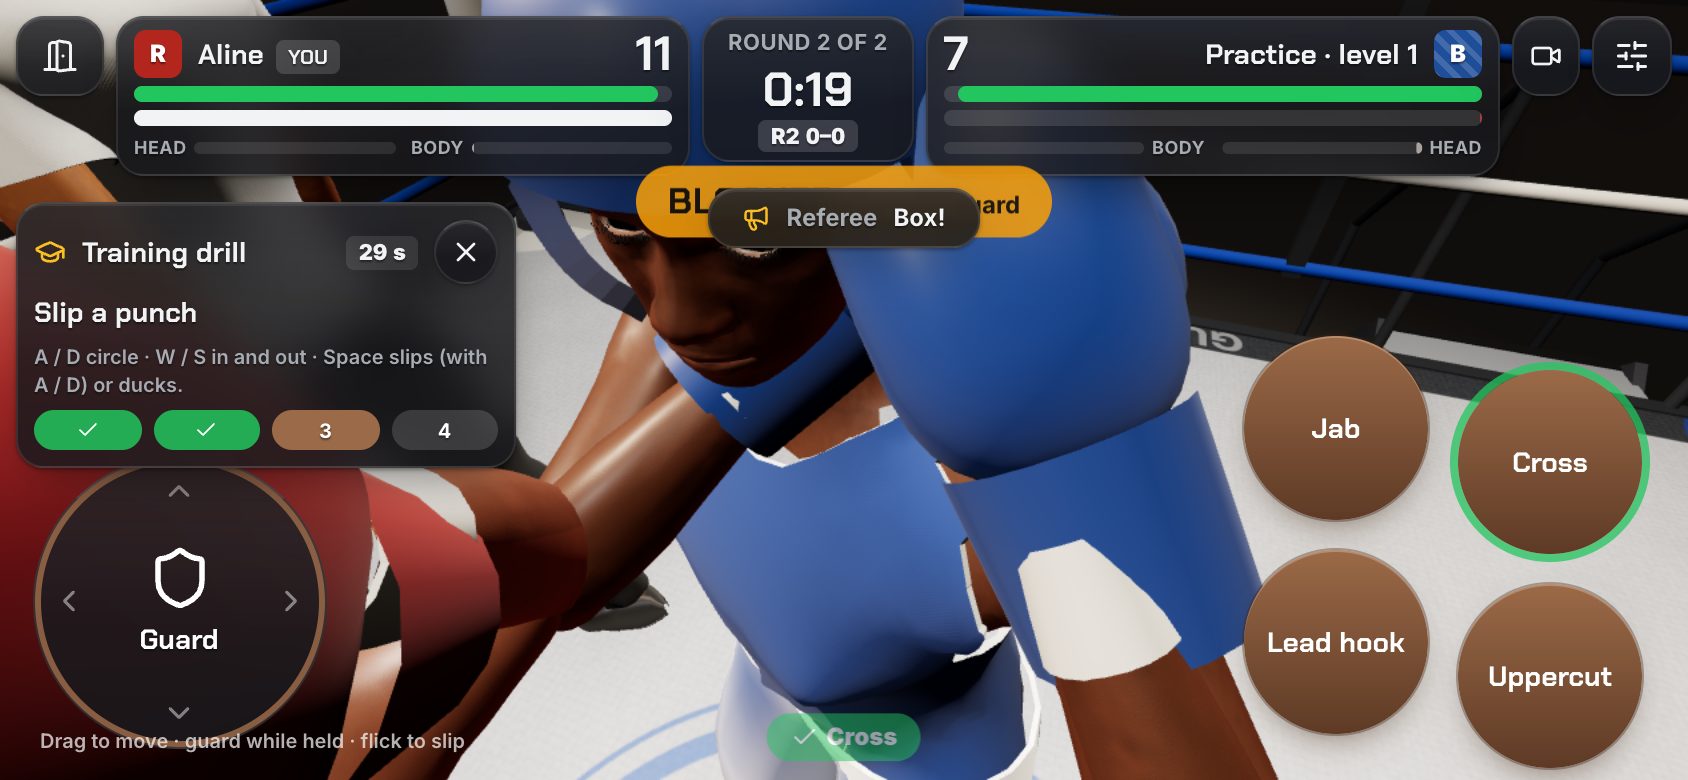 R Aline YOU 11
HEAD BODY
ROUND 2 OF 2
0:19
R2 0–0
7 Practice · level 1 B
BODY HEAD
Referee Box!
Training drill 29 s
Slip a punch
A / D circle · W / S in and out · Space slips (with
A / D) or ducks.
3 4
Guard
Drag to move · guard while held · flick to slip
Jab
Cross
Lead hook
Uppercut
Cross